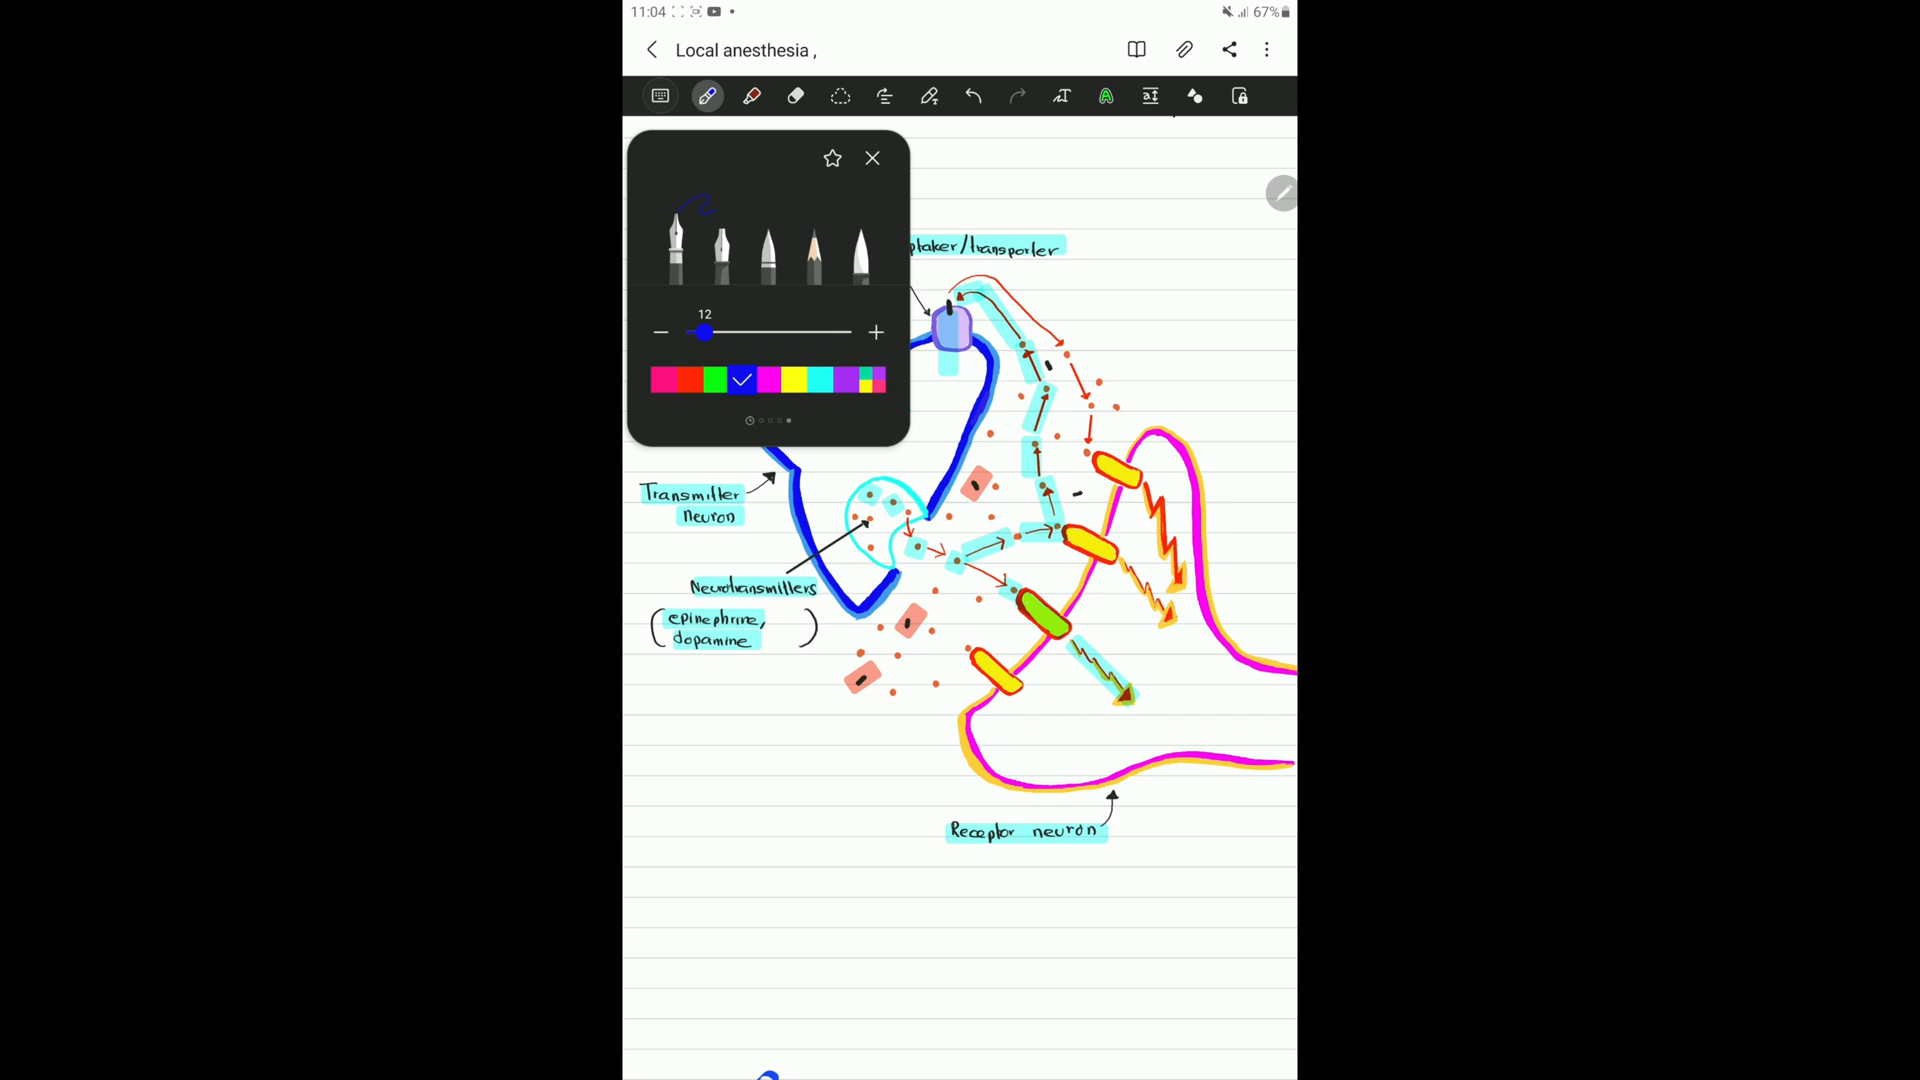 11:04
67%
Local anesthesia ,
12
ptaker/transporter
Transmitter
neuron
Neurotransmitters
(epinephrine,
dopamine )
Receptor neuron